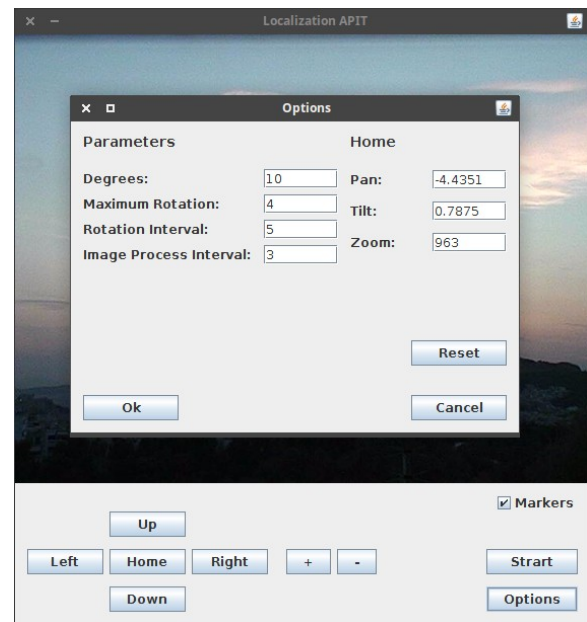 Localization APIT
Options
Parameters
Home
Degrees: 10
Pan: -4.4351
Maximum Rotation: 4
Tilt: 0.7875
Rotation Interval: 5
Zoom: 963
Image Process Interval: 3
Reset
Ok
Cancel
Markers
Up
Left Home Right + - Strart
Down
Options